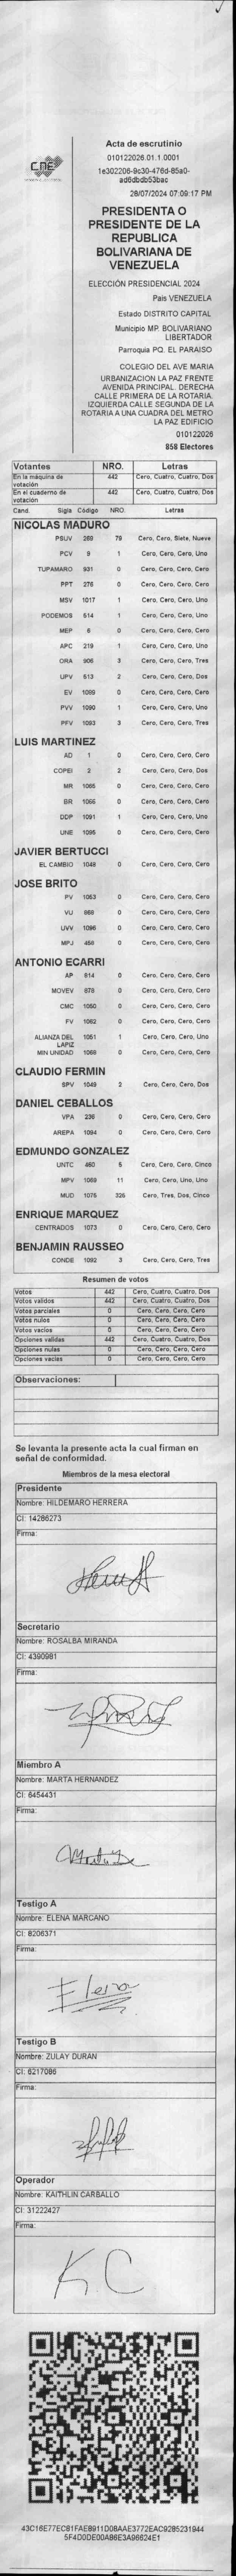 CNE
Acta de escrutinio
010122026.01.1.0001
1e302206-9c30-476d-85a0-
ad6dbdb53bac
28/07/2024 07:09:17 PM
PRESIDENTA O
PRESIDENTE DE LA
REPUBLICA
BOLIVARIANA DE
VENEZUELA
ELECCIÓN PRESIDENCIAL 2024
Pais VENEZUELA
Estado DISTRITO CAPITAL
Municipio MP. BOLIVARIANO
LIBERTADOR
Parroquia PQ. EL PARAISO
COLEGIO DEL AVE MARIA
URBANIZACION LA PAZ FRENTE
AVENIDA PRINCIPAL. DERECHA
CALLE PRIMERA DE LA ROTARIA.
IZQUIERDA CALLE SEGUNDA DE LA
ROTARIA A UNA CUADRA DEL METRO
LA PAZ EDIFICIO
010122026
858 Electores
Votantes NRO. Letras
En la máquina de votación 442 Cero, Cuatro, Cuatro, Dos
En el cuaderno de votación 442 Cero, Cuatro, Cuatro, Dos
Cand. Sigla Código NRO. Letras
NICOLAS MADURO
PSUV 269 79 Cero, Cero, Siete, Nueve
PCV 9 1 Cero, Cero, Cero, Uno
TUPAMARO 931 0 Cero, Cero, Cero, Cero
PPT 276 0 Cero, Cero, Cero, Cero
MSV 1017 1 Cero, Cero, Cero, Uno
PODEMOS 514 1 Cero, Cero, Cero, Uno
MEP 6 0 Cero, Cero, Cero, Cero
APC 219 1 Cero, Cero, Cero, Uno
ORA 906 3 Cero, Cero, Cero, Tres
UPV 613 2 Cero, Cero, Cero, Dos
EV 1099 0 Cero, Cero, Cero, Cero
PVV 1090 1 Cero, Cero, Cero, Uno
PFV 1093 3 Cero, Cero, Cero, Tres
LUIS MARTINEZ
AD 1 0 Cero, Cero, Cero, Cero
COPEI 2 2 Cero, Cero, Cero, Dos
MR 1065 0 Cero, Cero, Cero, Cero
BR 1056 0 Cero, Cero, Cero, Cero
DDP 1091 1 Cero, Cero, Cero, Uno
UNE 1095 0 Cero, Cero, Cero, Cero
JAVIER BERTUCCI
EL CAMBIO 1048 0 Cero, Cero, Cero, Cero
JOSE BRITO
PV 1053 0 Cero, Cero, Cero, Cero
VU 969 0 Cero, Cero, Cero, Cero
UVV 1096 0 Cero, Cero, Cero, Cero
MPJ 456 0 Cero, Cero, Cero, Cero
ANTONIO ECARRI
AP 814 0 Cero, Cero, Cero, Cero
MOVEV 978 0 Cero, Cero, Cero, Cero
CMC 1050 0 Cero, Cero, Cero, Cero
FV 1062 0 Cero, Cero, Cero, Cero
ALIANZA DEL LAPIZ 1051 1 Cero, Cero, Cero, Uno
MIN UNIDAD 1069 0 Cero, Cero, Cero, Cero
CLAUDIO FERMIN
SPV 1049 2 Cero, Cero, Cero, Dos
DANIEL CEBALLOS
VPA 236 0 Cero, Cero, Cero, Cero
AREPA 1094 0 Cero, Cero, Cero, Cero
EDMUNDO GONZALEZ
UNTC 460 5 Cero, Cero, Cero, Cinco
MPV 1069 11 Cero, Cero, Uno, Uno
MUD 1076 325 Cero, Tres, Dos, Cinco
ENRIQUE MARQUEZ
CENTRADOS 1073 0 Cero, Cero, Cero, Cero
BENJAMIN RAUSSEO
CONDE 1092 3 Cero, Cero, Cero, Tres
Resumen de votos
Votos 442 Cero, Cuatro, Cuatro, Dos
Votos validos 442 Cero, Cuatro, Cuatro, Dos
Votos parciales 0 Cero, Cero, Cero, Cero
Votos nulos 0 Cero, Cero, Cero, Cero
Votos vacios 0 Cero, Cero, Cero, Cero
Opciones validas 442 Cero, Cuatro, Cuatro, Dos
Opciones nulas 0 Cero, Cero, Cero, Cero
Opciones vacias 0 Cero, Cero, Cero, Cero
Observaciones:
Se levanta la presente acta la cual firman en
señal de conformidad.
Miembros de la mesa electoral
Presidente
Nombre: HILDEMARO HERRERA
CI: 14286273
Firma:
Secretario
Nombre: ROSALBA MIRANDA
CI: 4390981
Firma:
Miembro A
Nombre: MARTA HERNANDEZ
CI: 6454431
Firma:
Testigo A
Nombre: ELENA MARCANO
CI: 8206371
Firma:
Elena
Testigo B
Nombre: ZULAY DURAN
CI: 6217086
Firma:
Operador
Nombre: KAITHLIN CARBALLO
CI: 31222427
Firma:
K.C
43C16E77EC81FAE8911D08AAE3772EAC9285231944
5F4D0DE00A86E3A96624E1